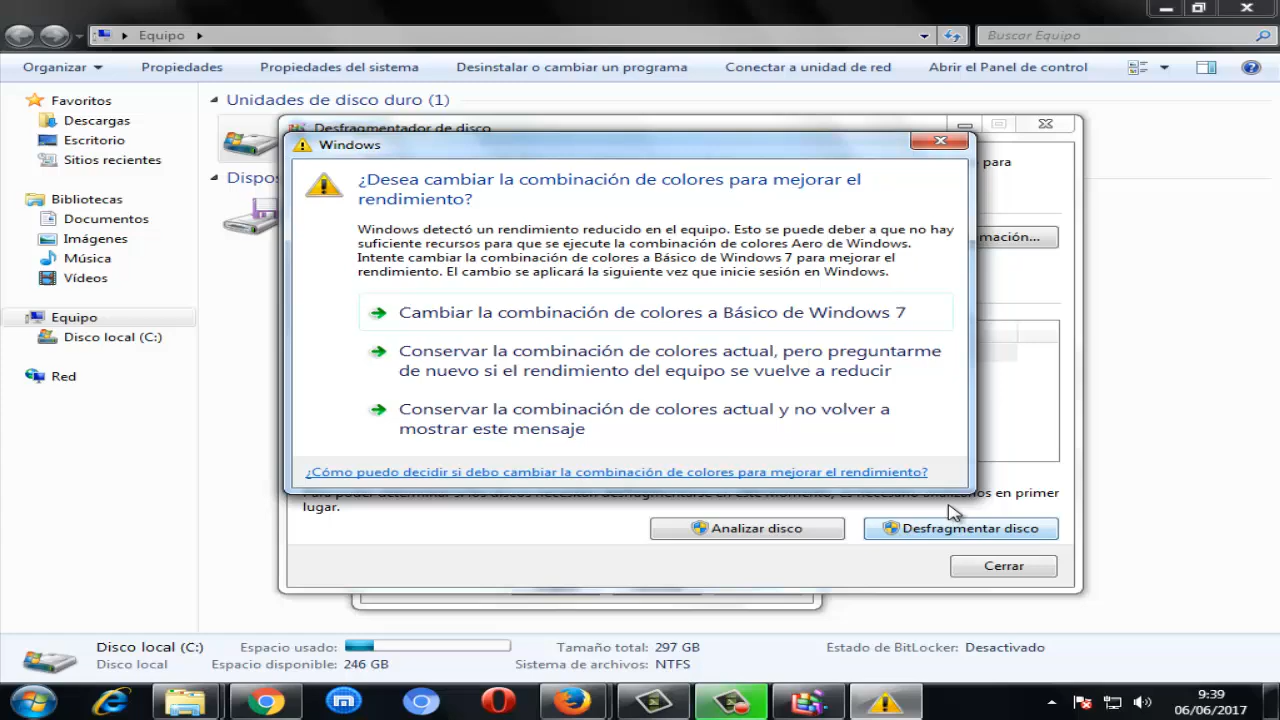 Equipo
Buscar Equipo
Organizar
Propiedades
Propiedades del sistema
Desinstalar o cambiar un programa
Conectar a unidad de red
Abrir el Panel de control
Favoritos
Descargas
Escritorio
Sitios recientes
Bibliotecas
Documentos
Imágenes
Música
Vídeos
Equipo
Disco local (C:)
Red
Unidades de disco duro (1)
Dispos
Desfragmentador de disco
para
mación...
Windows
¿Desea cambiar la combinación de colores para mejorar el
rendimiento?
Windows detectó un rendimiento reducido en el equipo. Esto se puede deber a que no hay
suficiente recursos para que se ejecute la combinación de colores Aero de Windows.
Intente cambiar la combinación de colores a Básico de Windows 7 para mejorar el
rendimiento. El cambio se aplicará la siguiente vez que inicie sesión en Windows.
Cambiar la combinación de colores a Básico de Windows 7
Conservar la combinación de colores actual, pero preguntarme
de nuevo si el rendimiento del equipo se vuelve a reducir
Conservar la combinación de colores actual y no volver a
mostrar este mensaje
¿Cómo puedo decidir si debo cambiar la combinación de colores para mejorar el rendimiento?
en primer
lugar.
Analizar disco
Desfragmentar disco
Cerrar
Disco local (C:)
Espacio usado:
Tamaño total: 297 GB
Estado de BitLocker: Desactivado
Disco local
Espacio disponible: 246 GB
Sistema de archivos: NTFS
9:39
06/06/2017